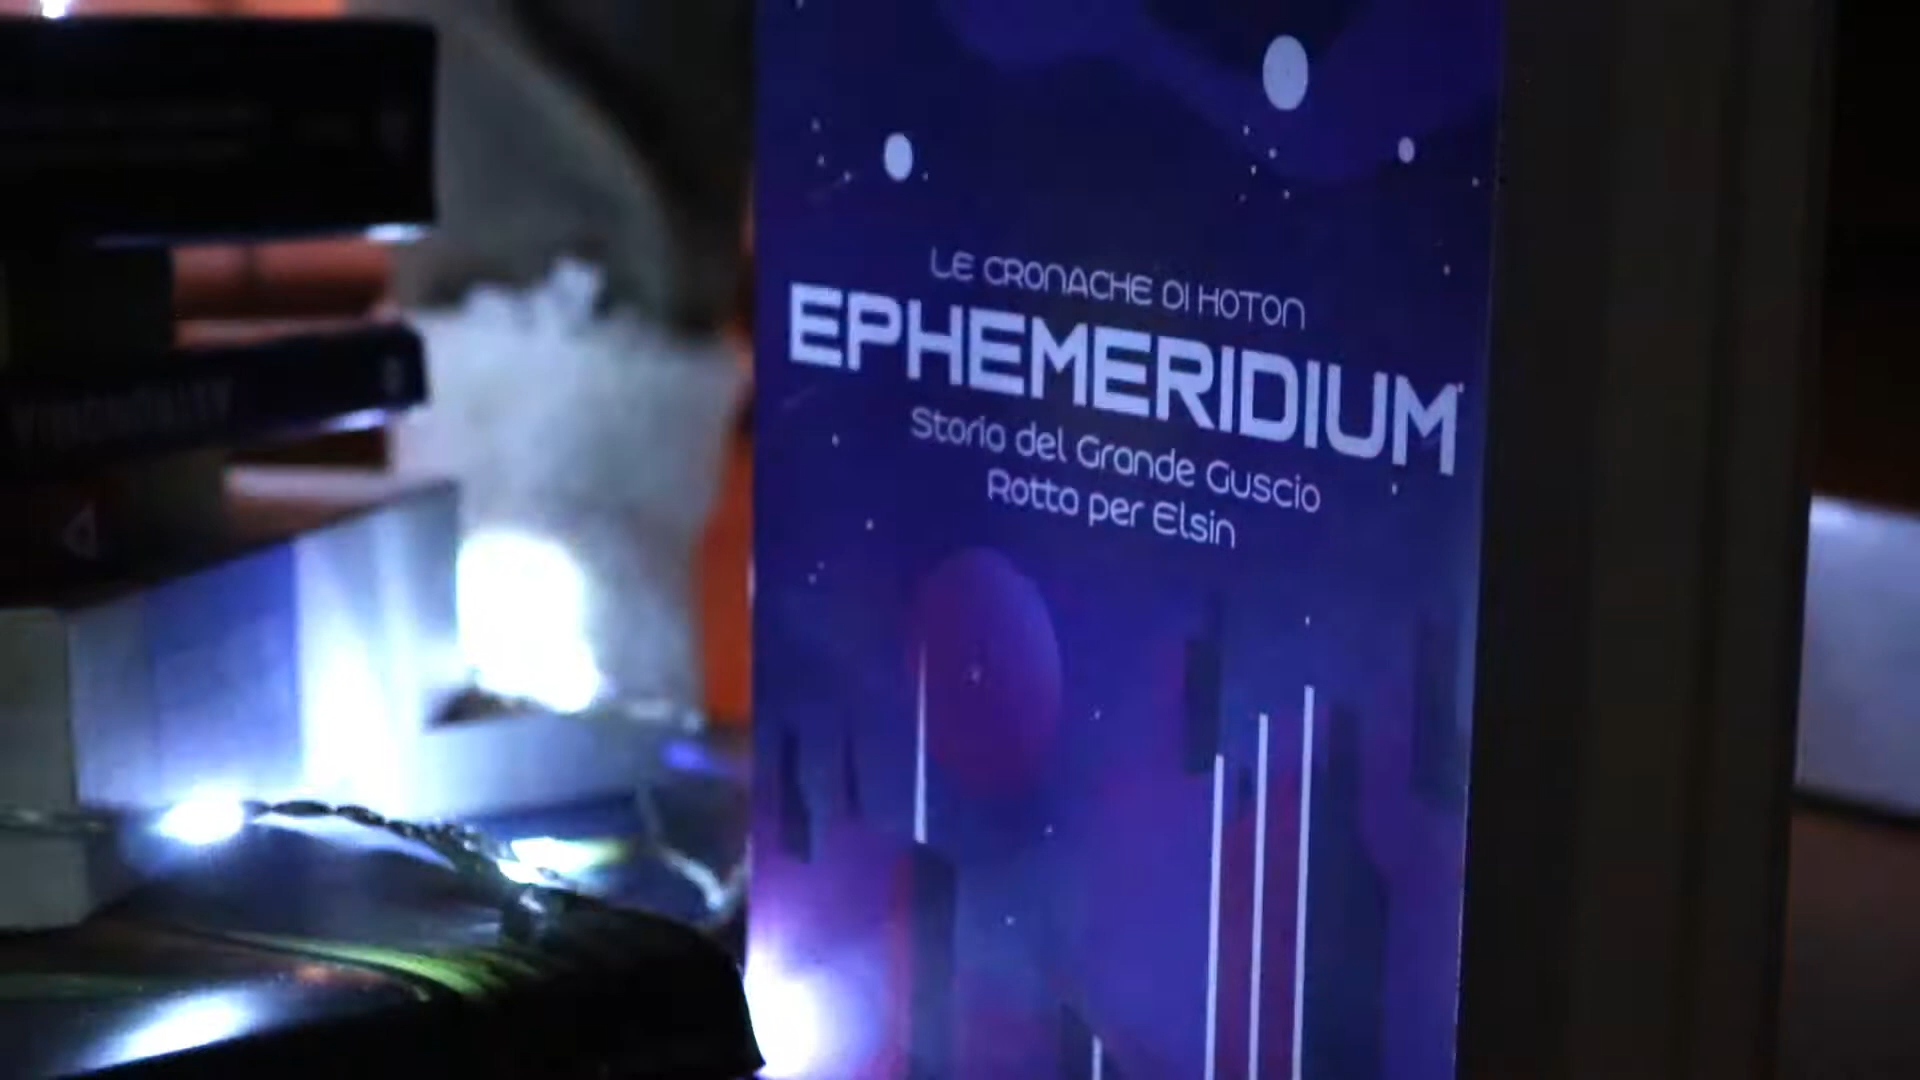 LE CRONACHE DI HOTON
EPHEMERIDIUM
Storia del Grande Guscio
Rotto per Elsin